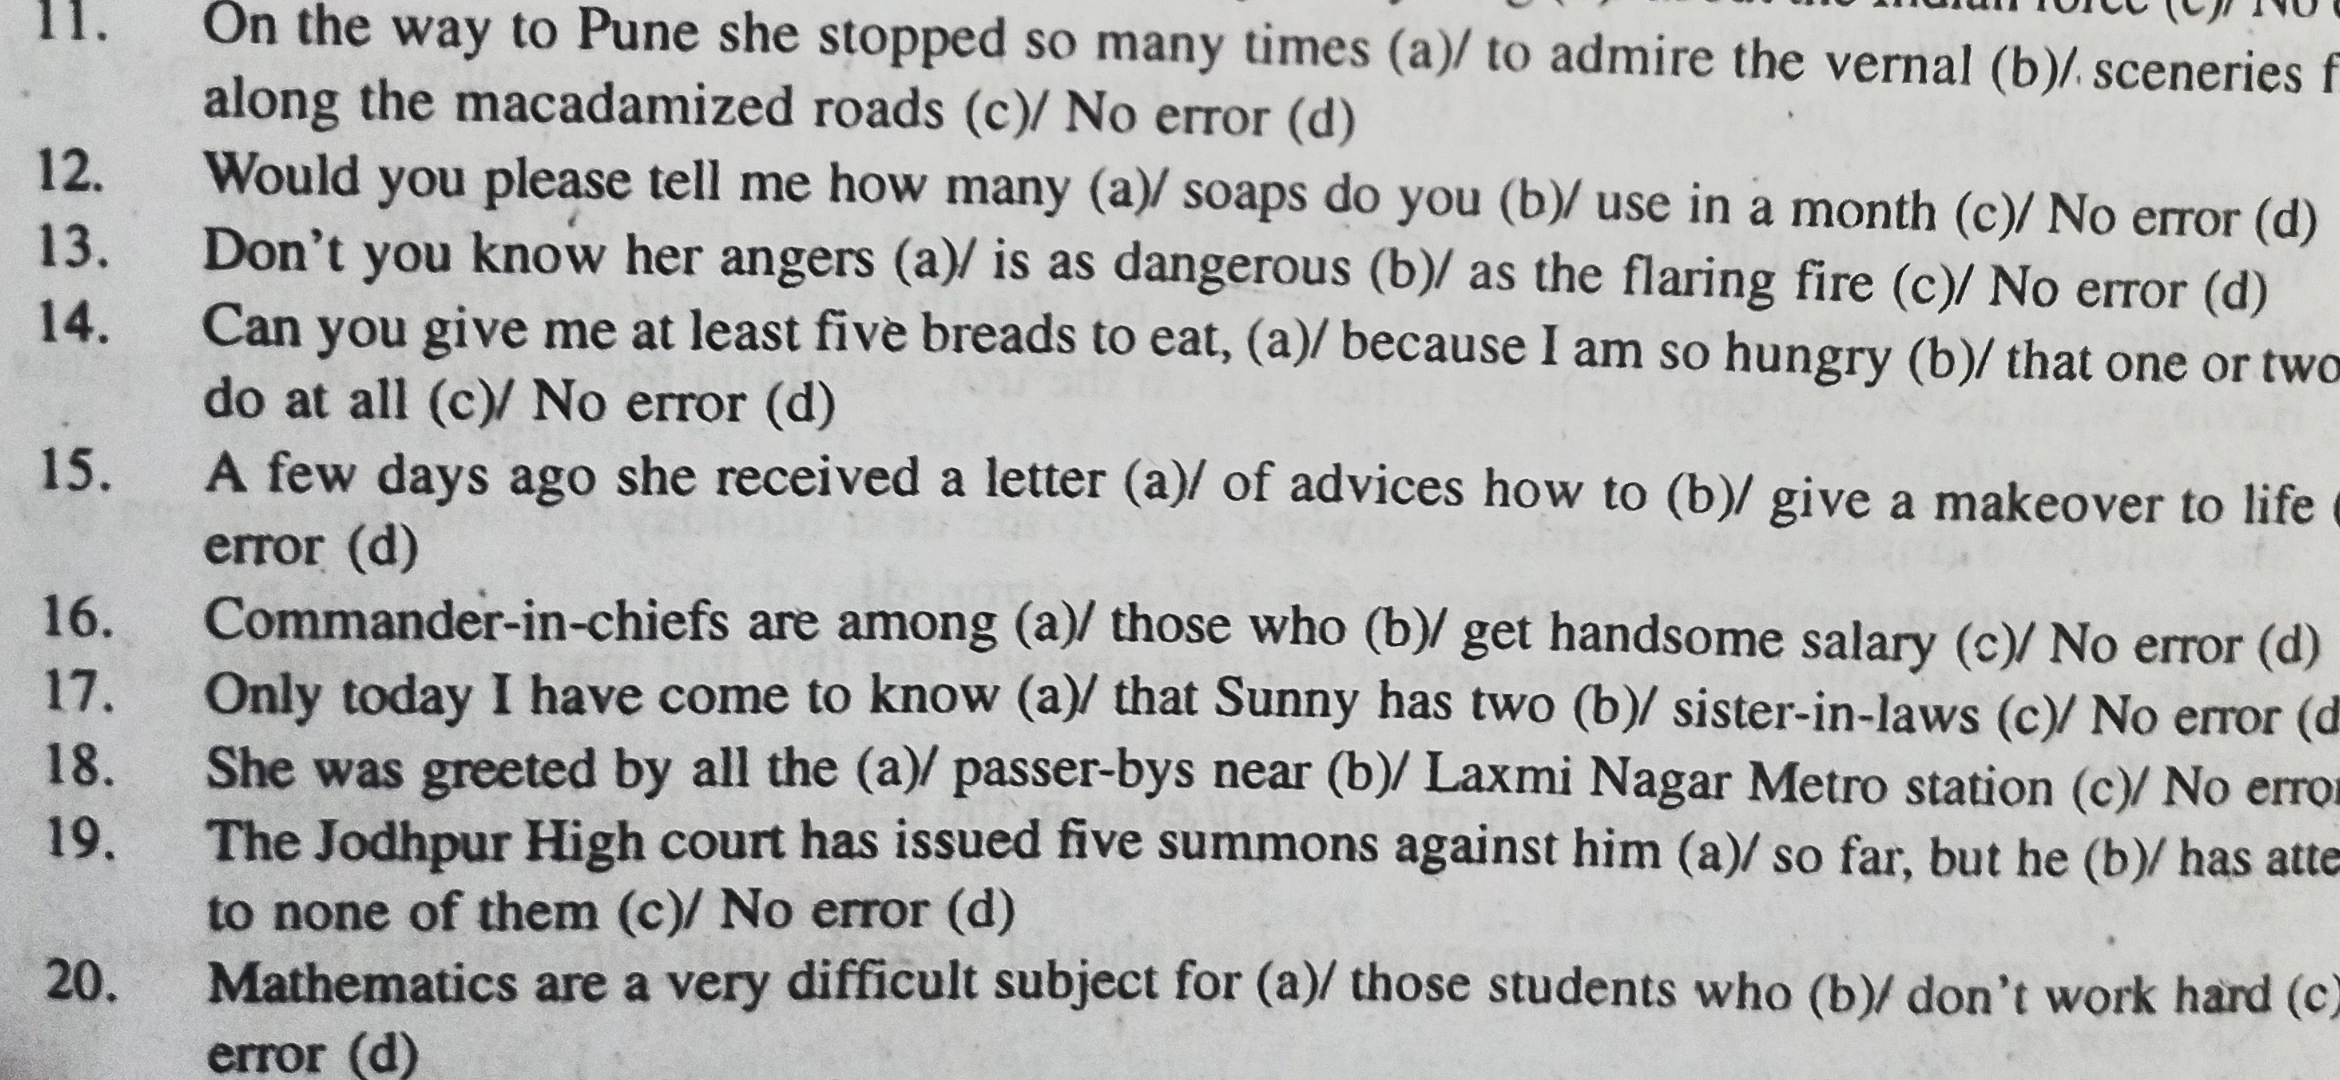 11. On the way to Pune she stopped so many times (a)/ to admire the vernal (b)/ sceneries
along the macadamized roads (c)/ No error (d)
12. Would you please tell me how many (a)/ soaps do you (b)/ use in a month (c)/ No error (d)
13. Don't you know her angers (a)/ is as dangerous (b)/ as the flaring fire (c)/ No error (d)
14. Can you give me at least five breads to eat, (a)/ because I am so hungry (b)/ that one or two
do at all (c)/ No error (d)
15. A few days ago she received a letter (a)/ of advices how to (b)/ give a makeover to life
error (d)
16. Commander-in-chiefs are among (a)/ those who (b)/ get handsome salary (c)/ No error (d)
17. Only today I have come to know (a)/ that Sunny has two (b)/ sister-in-laws (c)/ No error (d
18. She was greeted by all the (a)/ passer-bys near (b)/ Laxmi Nagar Metro station (c)/ No error
19. The Jodhpur High court has issued five summons against him (a)/ so far, but he (b)/ has atte
to none of them (c)/ No error (d)
20. Mathematics are a very difficult subject for (a)/ those students who (b)/ don't work hard (c)
error (d)